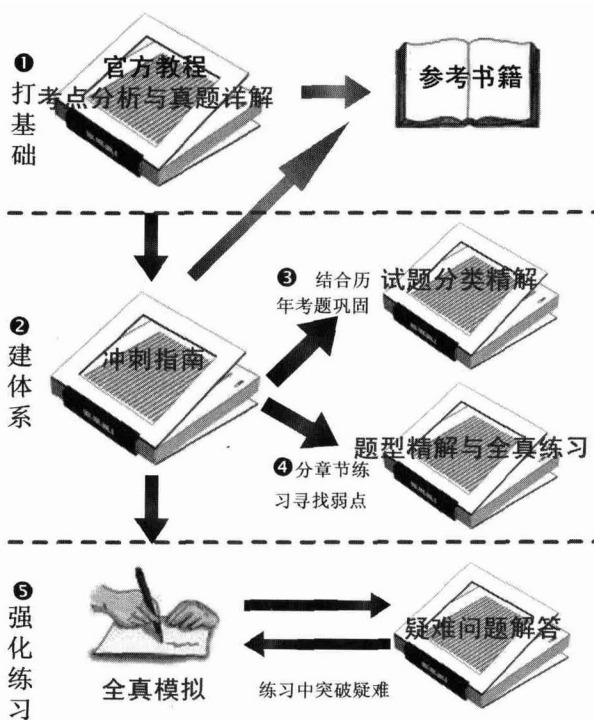 ❶
打基础
官方教程
考点分析与真题详解
参考书籍
❷
建体系
冲刺指南
❸ 结合历
年考题巩固
试题分类精解
题型精解与全真练习
❹分章节练
习寻找弱点
❺
强化练习
全真模拟
练习中突破疑难
疑难问题解答